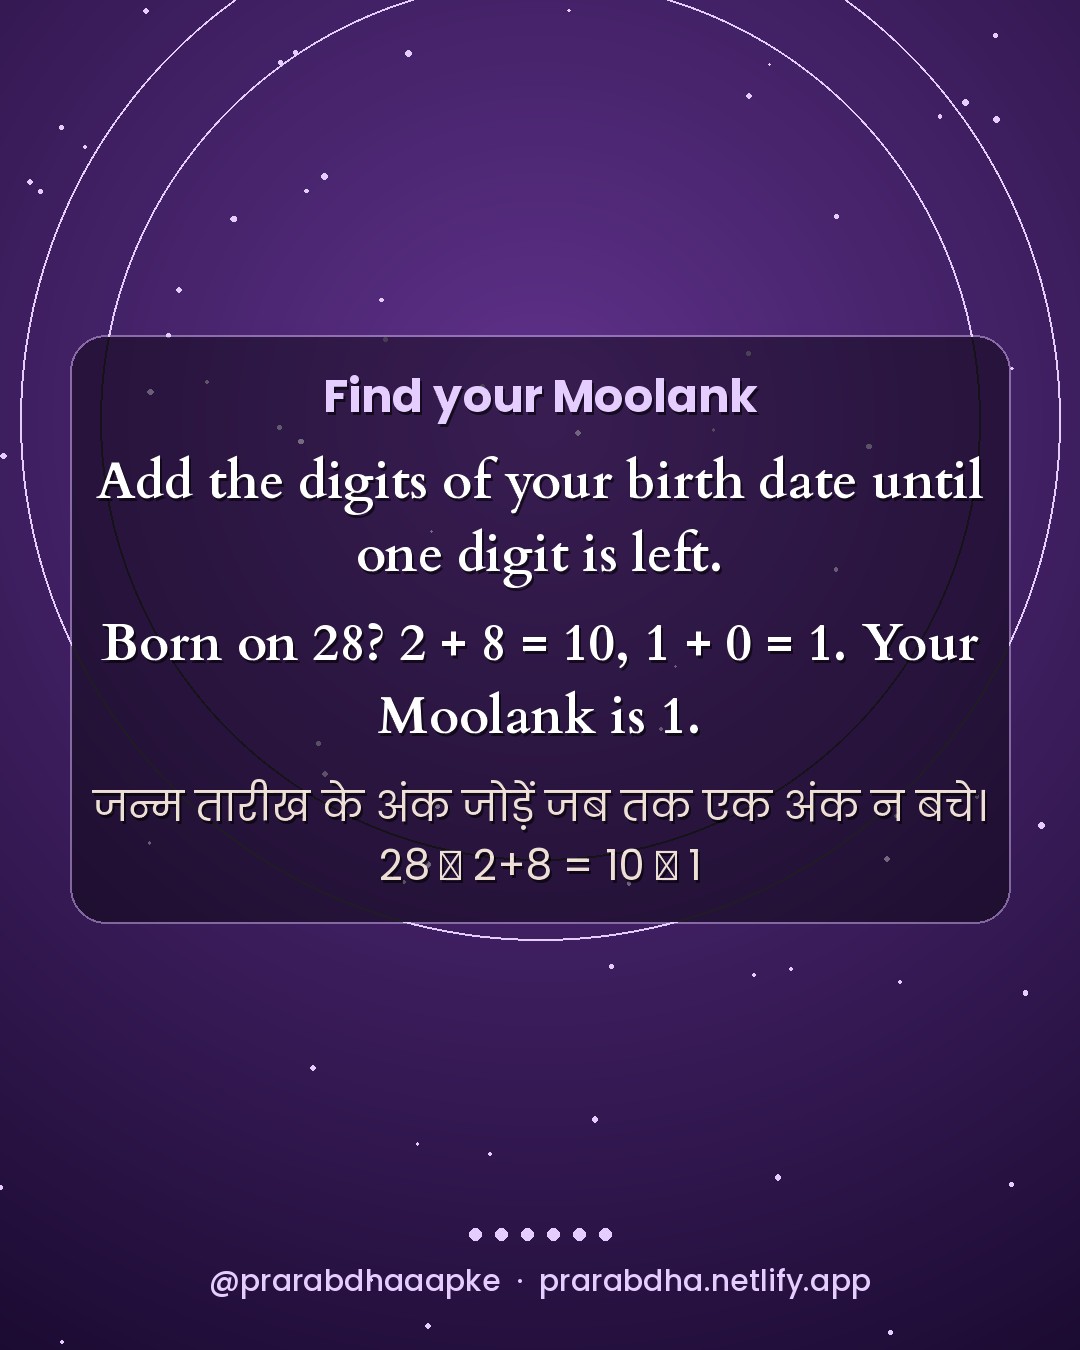 Find your Moolank
Add the digits of your birth date until
one digit is left.
Born on 28? 2 + 8 = 10, 1 + 0 = 1. Your
Moolank is 1.
जन्म तारीख के अंक जोड़ें जब तक एक अंक न बचे।
28 2+8 = 10 1
@prarabdhaaapke · prarabdha.netlify.app